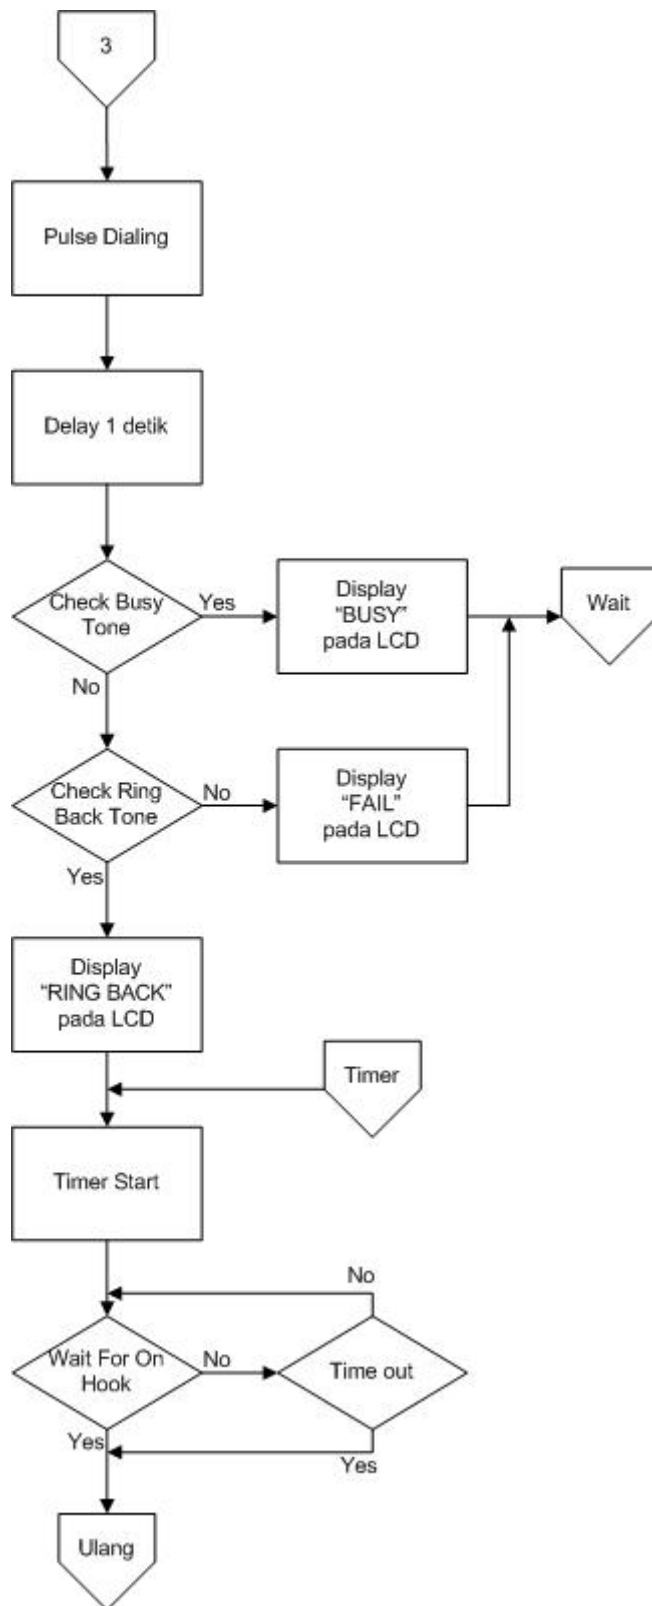 3
Pulse Dialing
Delay 1 detik
Check Busy
Tone
Yes
Display
“BUSY”
pada LCD
Wait
No
Check Ring
Back Tone
No
Display
“FAIL”
pada LCD
Yes
Display
“RING BACK”
pada LCD
Timer
Timer Start
No
Wait For On
Hook
No
Time out
Yes
Yes
Ulang